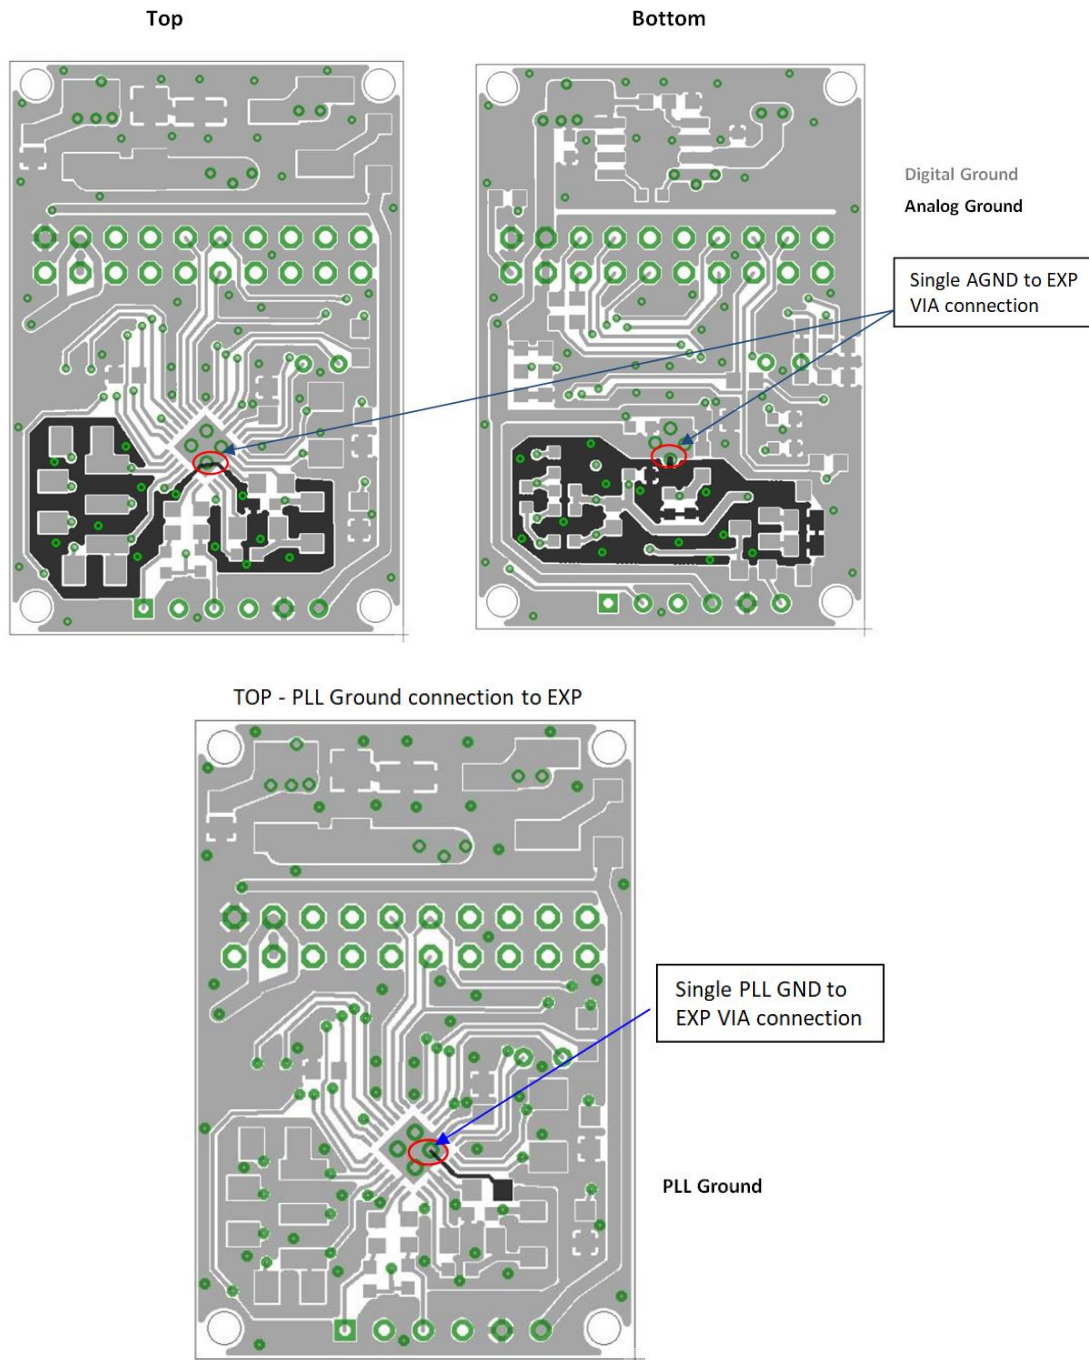 Top
Bottom
Digital Ground
Analog Ground
Single AGND to EXP
VIA connection
TOP - PLL Ground connection to EXP
Single PLL GND to
EXP VIA connection
PLL Ground